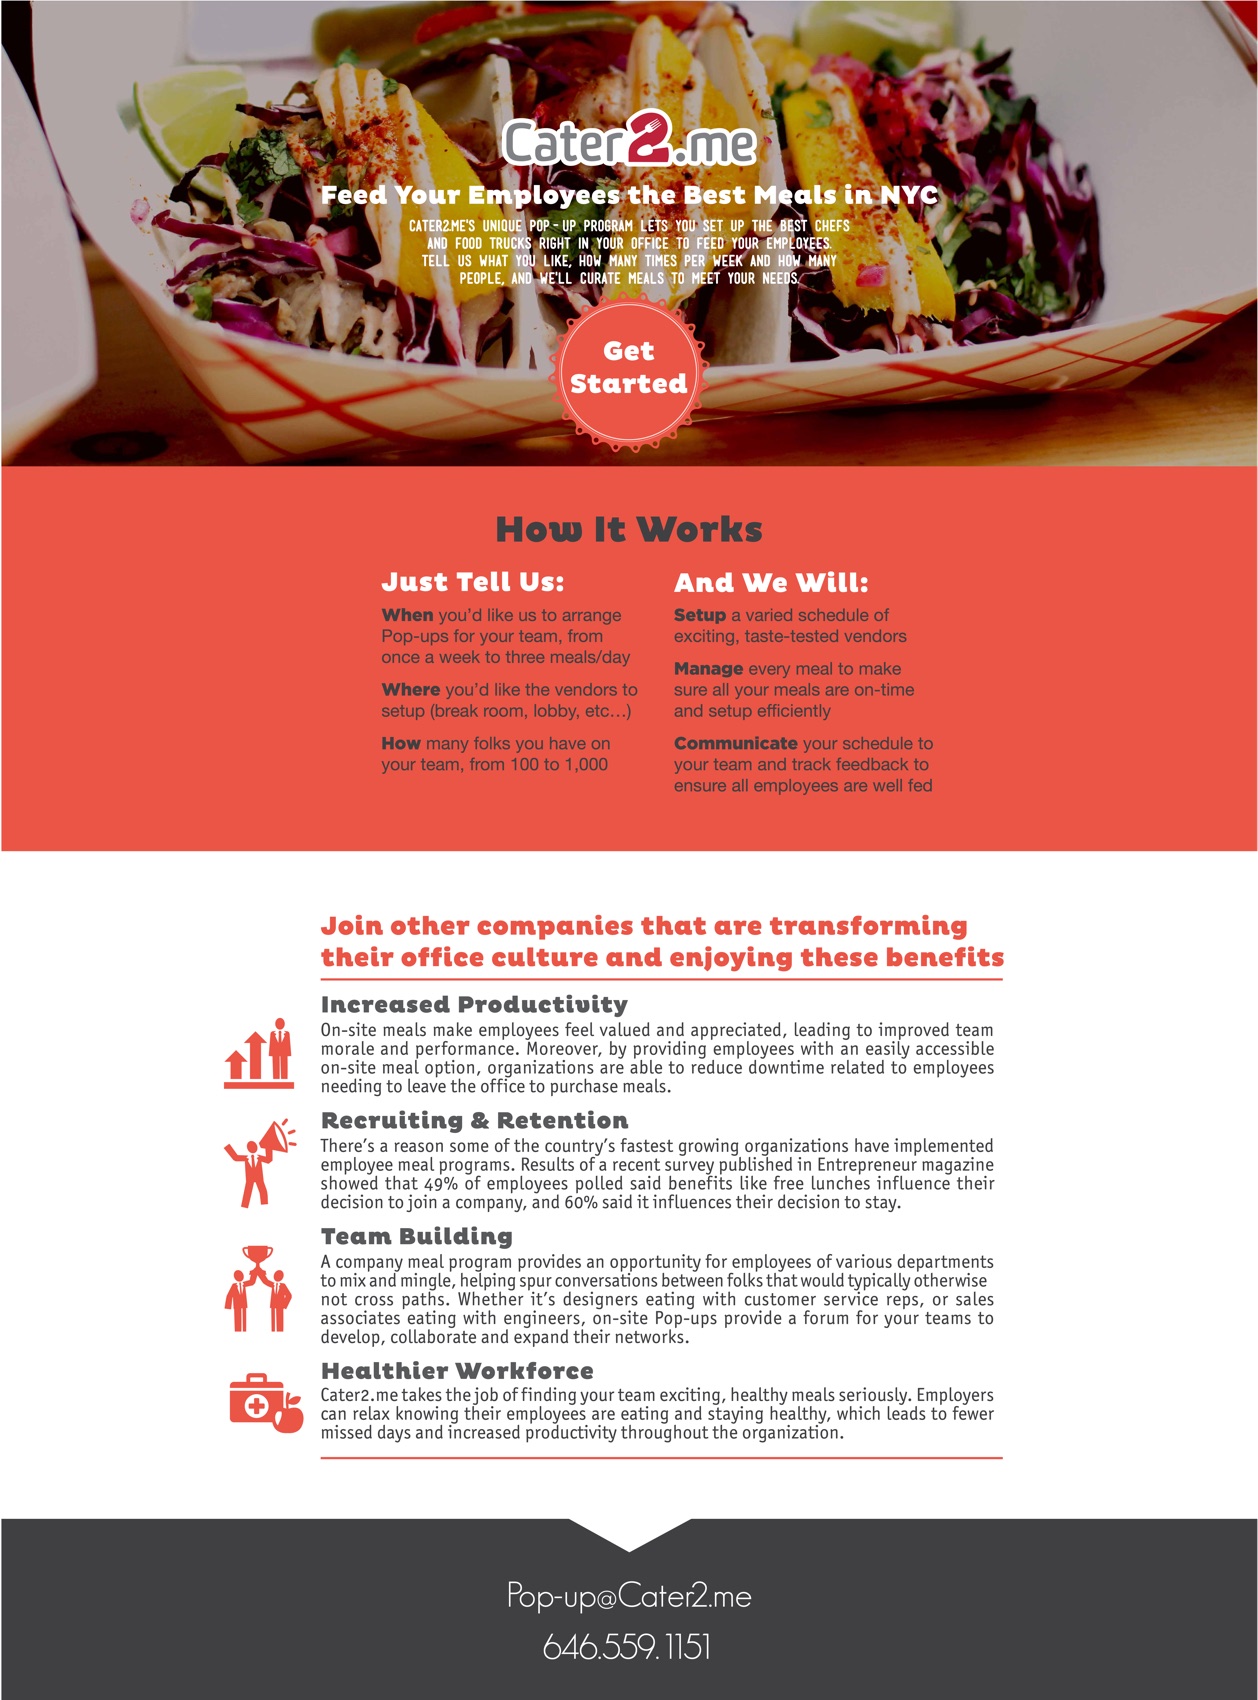 Cater2.me
Feed Your Employees the Best Meals in NYC
CATER2.ME'S UNIQUE POP-UP PROGRAM LETS YOU SET UP THE BEST CHEFS
AND FOOD TRUCKS RIGHT IN YOUR OFFICE TO FEED YOUR EMPLOYEES.
TELL US WHAT YOU LIKE, HOW MANY TIMES PER WEEK AND HOW MANY
PEOPLE, AND WE'LL CURATE MEALS TO MEET YOUR NEEDS.
Get
Started
How It Works
Just Tell Us:
When you'd like us to arrange
Pop-ups for your team, from
once a week to three meals/day
Where you'd like the vendors to
setup (break room, lobby, etc...)
How many folks you have on
your team, from 100 to 1,000
And We Will:
Setup a varied schedule of
exciting, taste-tested vendors
Manage every meal to make
sure all your meals are on-time
and setup efficiently
Communicate your schedule to
your team and track feedback to
ensure all employees are well fed
Join other companies that are transforming
their office culture and enjoying these benefits
Increased Productivity
On-site meals make employees feel valued and appreciated, leading to improved team
morale and performance. Moreover, by providing employees with an easily accessible
on-site meal option, organizations are able to reduce downtime related to employees
needing to leave the office to purchase meals.
Recruiting & Retention
There's a reason some of the country's fastest growing organizations have implemented
employee meal programs. Results of a recent survey published in Entrepreneur magazine
showed that 49% of employees polled said benefits like free lunches influence their
decision to join a company, and 60% said it influences their decision to stay.
Team Building
A company meal program provides an opportunity for employees of various departments
to mix and mingle, helping spur conversations between folks that would typically otherwise
not cross paths. Whether it's designers eating with customer service reps, or sales
associates eating with engineers, on-site Pop-ups provide a forum for your teams to
develop, collaborate and expand their networks.
Healthier Workforce
Cater2.me takes the job of finding your team exciting, healthy meals seriously. Employers
can relax knowing their employees are eating and staying healthy, which leads to fewer
missed days and increased productivity throughout the organization.
Pop-up@Cater2.me
646.559.1151